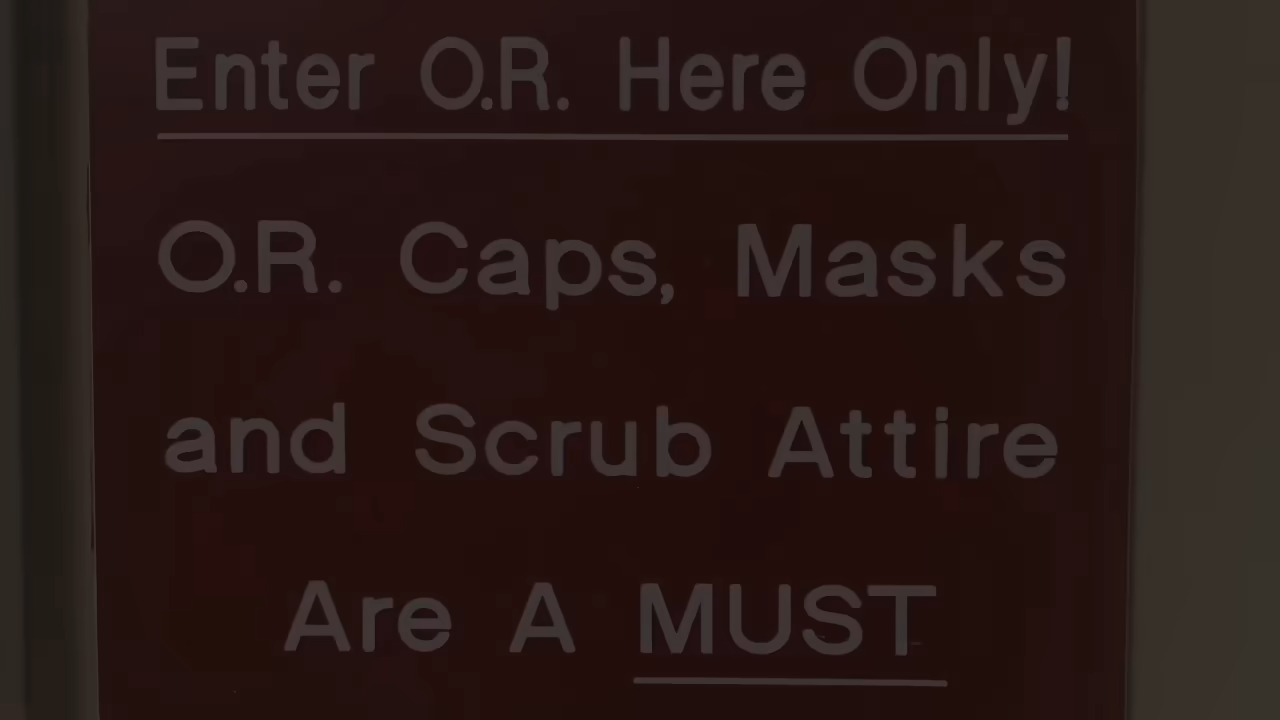 Enter O.R. Here Only!
O.R. Caps, Masks
and Scrub Attire
Are A MUST